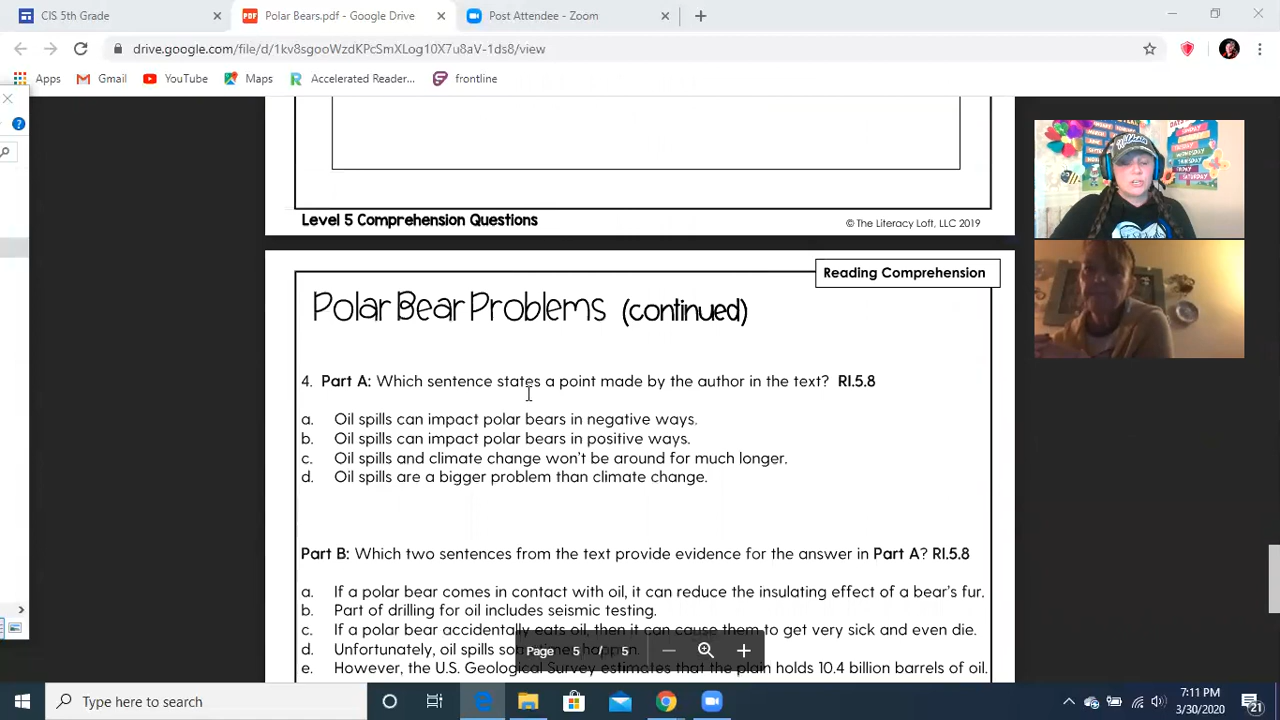 CIS 5th Grade
Polar Bears.pdf - Google Drive
Post Attendee - Zoom
drive.google.com/file/d/1kv8sgooWzdKPcSmXLog10X7u8aV-1ds8/view
Apps
Gmail
YouTube
Maps
Accelerated Reader...
frontline
Level 5 Comprehension Questions
© The Literacy Loft, LLC 2019
Reading Comprehension
Polar Bear Problems (continued)
4. Part A: Which sentence states a point made by the author in the text? RI.5.8
a. Oil spills can impact polar bears in negative ways.
b. Oil spills can impact polar bears in positive ways.
c. Oil spills and climate change won't be around for much longer.
d. Oil spills are a bigger problem than climate change.
Part B: Which two sentences from the text provide evidence for the answer in Part A? RI.5.8
a. If a polar bear comes in contact with oil, it can reduce the insulating effect of a bear's fur.
b. Part of drilling for oil includes seismic testing.
c. If a polar bear accidentally eats oil, then it can cause them to get very sick and even die.
d. Unfortunately, oil spills sometimes happen.
e. However, the U.S. Geological Survey estimates that the plain holds 10.4 billion barrels of oil.
Page 5 / 5
Type here to search
7:11 PM
3/30/2020
21